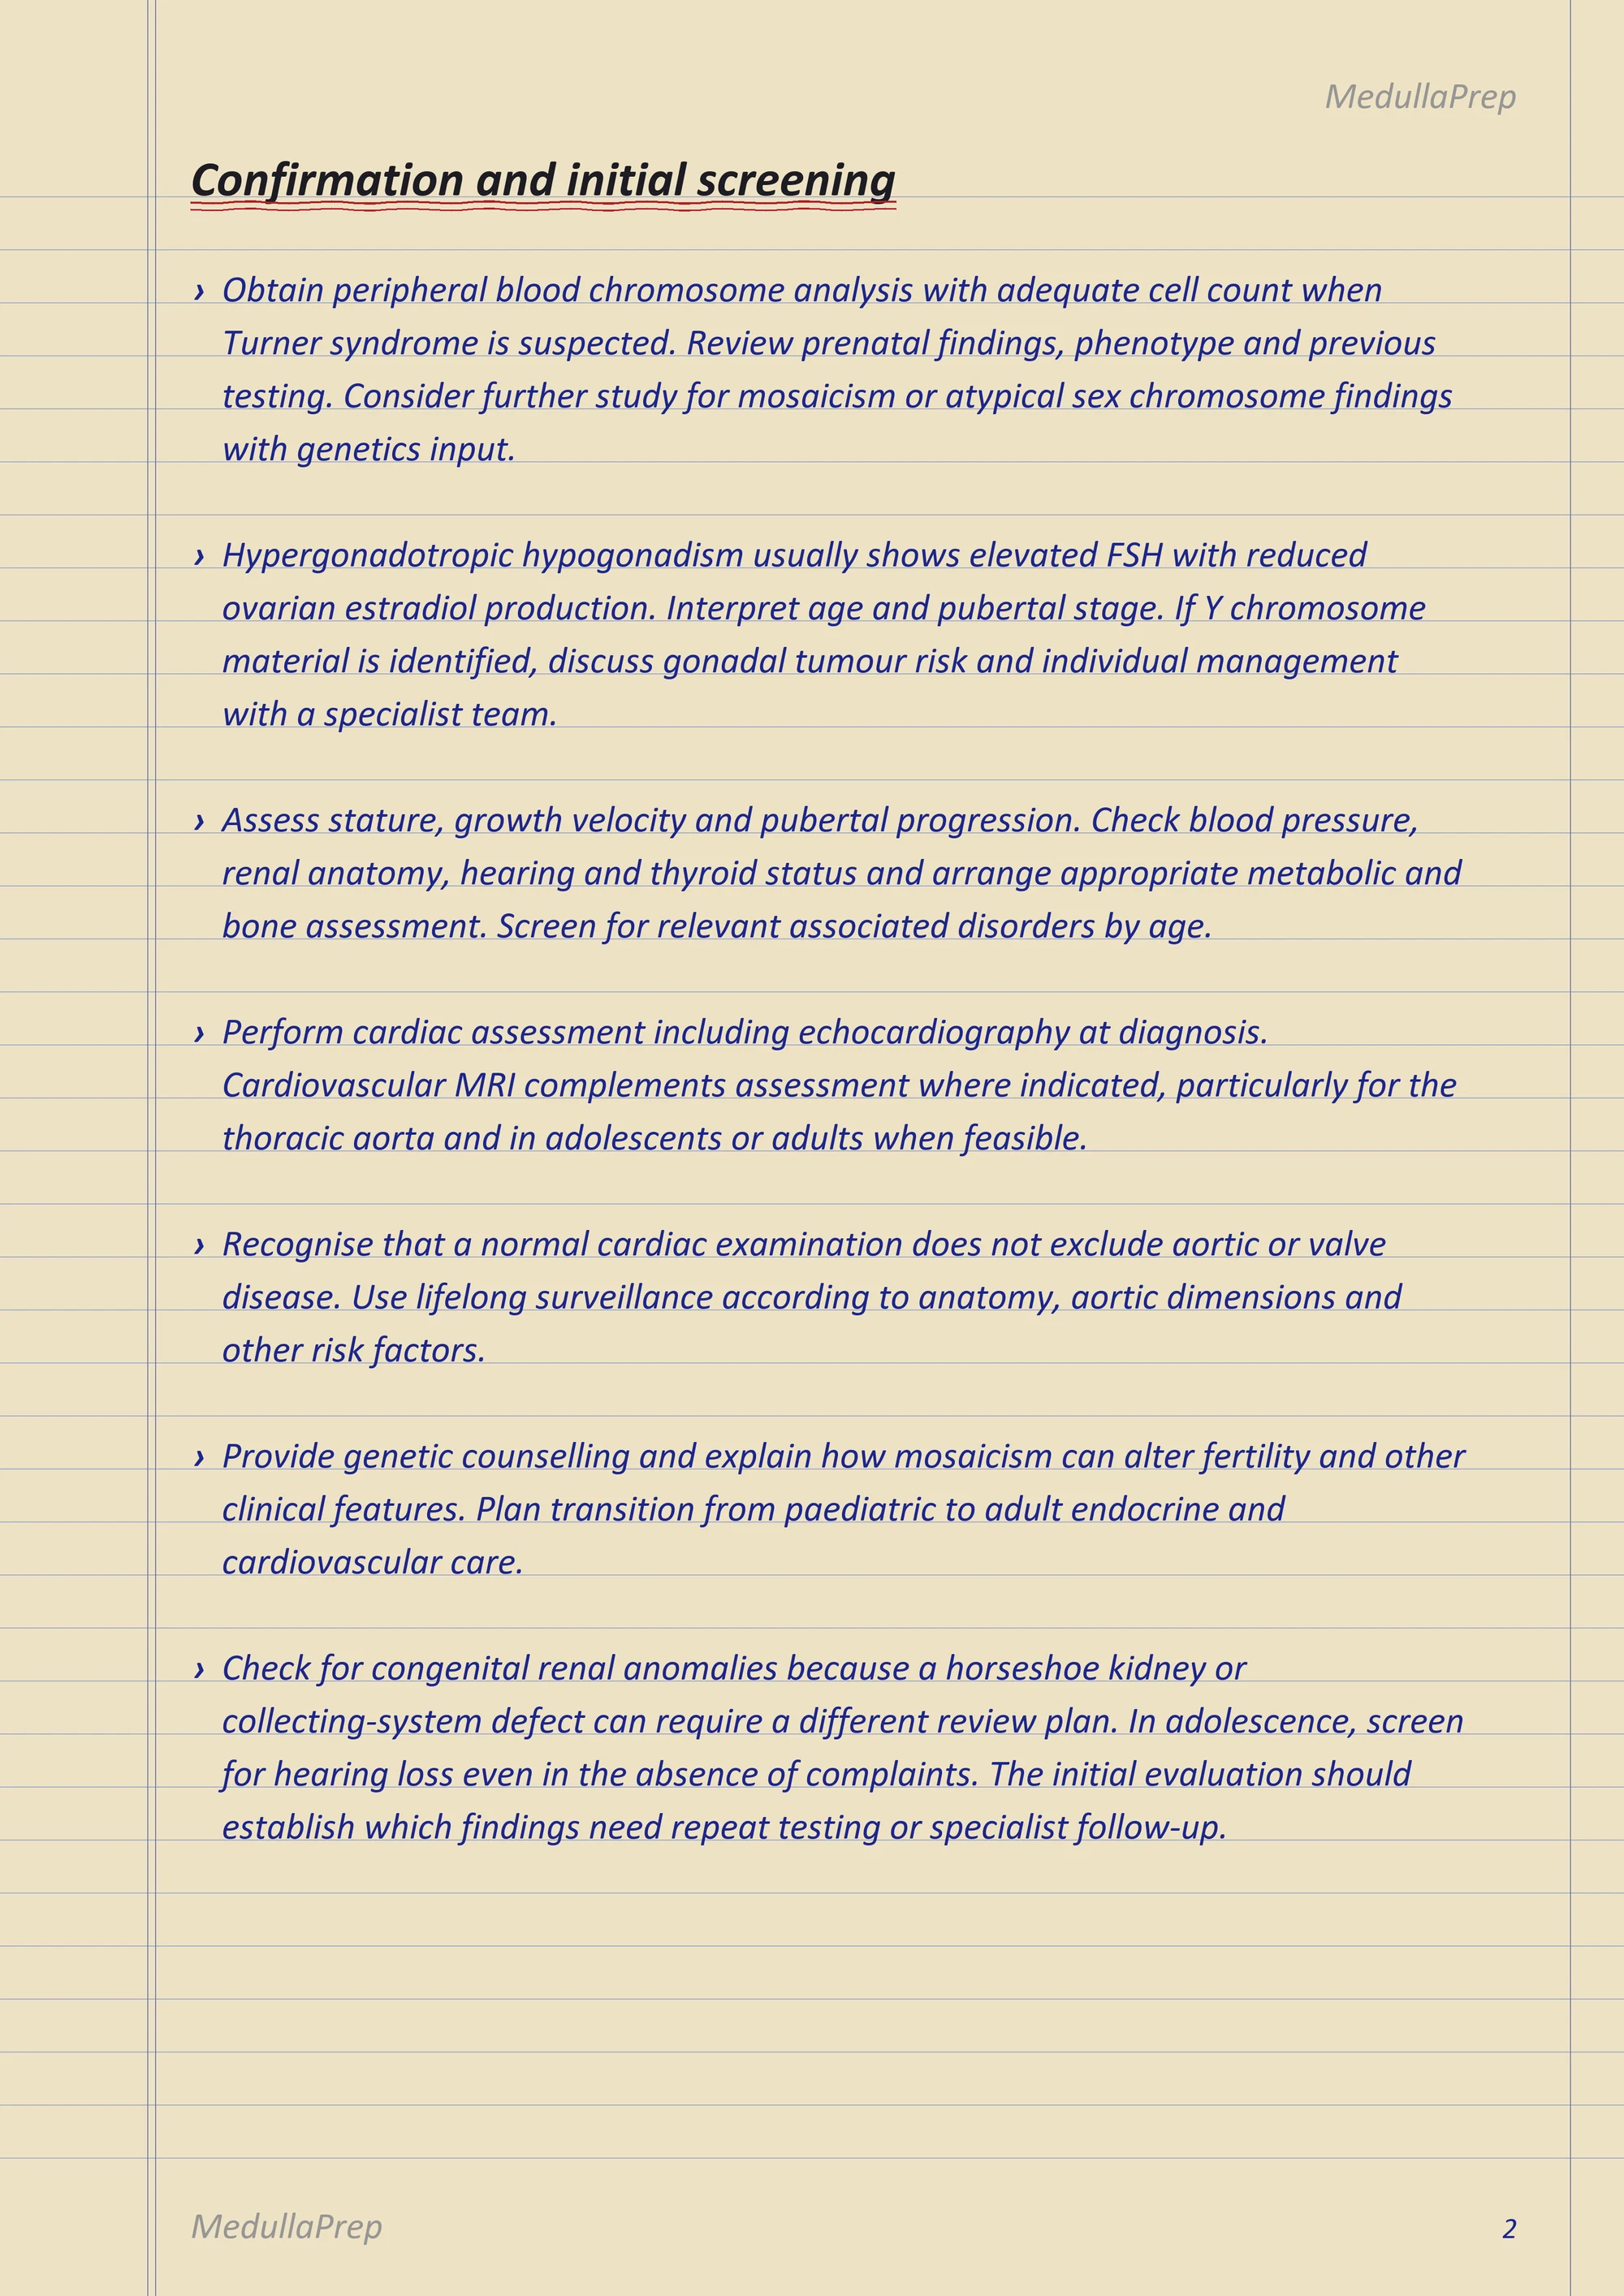 MedullaPrep
Confirmation and initial screening
› Obtain peripheral blood chromosome analysis with adequate cell count when
Turner syndrome is suspected. Review prenatal findings, phenotype and previous
testing. Consider further study for mosaicism or atypical sex chromosome findings
with genetics input.
› Hypergonadotropic hypogonadism usually shows elevated FSH with reduced
ovarian estradiol production. Interpret age and pubertal stage. If Y chromosome
material is identified, discuss gonadal tumour risk and individual management
with a specialist team.
› Assess stature, growth velocity and pubertal progression. Check blood pressure,
renal anatomy, hearing and thyroid status and arrange appropriate metabolic and
bone assessment. Screen for relevant associated disorders by age.
› Perform cardiac assessment including echocardiography at diagnosis.
Cardiovascular MRI complements assessment where indicated, particularly for the
thoracic aorta and in adolescents or adults when feasible.
› Recognise that a normal cardiac examination does not exclude aortic or valve
disease. Use lifelong surveillance according to anatomy, aortic dimensions and
other risk factors.
› Provide genetic counselling and explain how mosaicism can alter fertility and other
clinical features. Plan transition from paediatric to adult endocrine and
cardiovascular care.
› Check for congenital renal anomalies because a horseshoe kidney or
collecting-system defect can require a different review plan. In adolescence, screen
for hearing loss even in the absence of complaints. The initial evaluation should
establish which findings need repeat testing or specialist follow-up.
MedullaPrep
2